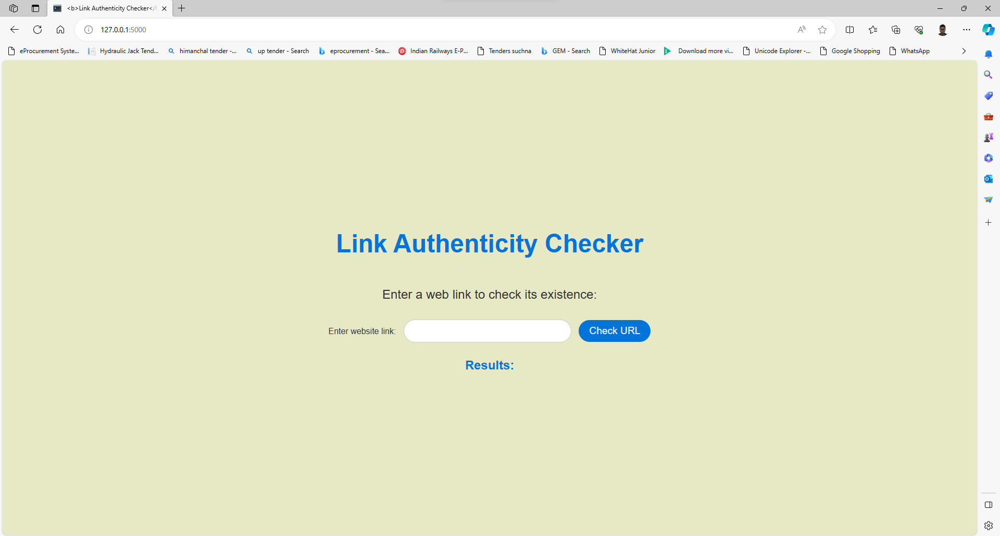 <b>Link Authenticity Checker</
127.0.0.1:5000
eProcurement Syste...
Hydraulic Jack Tend...
himanchal tender -...
up tender - Search
eprocurement - Sea...
Indian Railways E-P...
Tenders suchna
GEM - Search
WhiteHat Junior
Download more vi...
Unicode Explorer -...
Google Shopping
WhatsApp
Link Authenticity Checker
Enter a web link to check its existence:
Enter website link:
Check URL
Results: